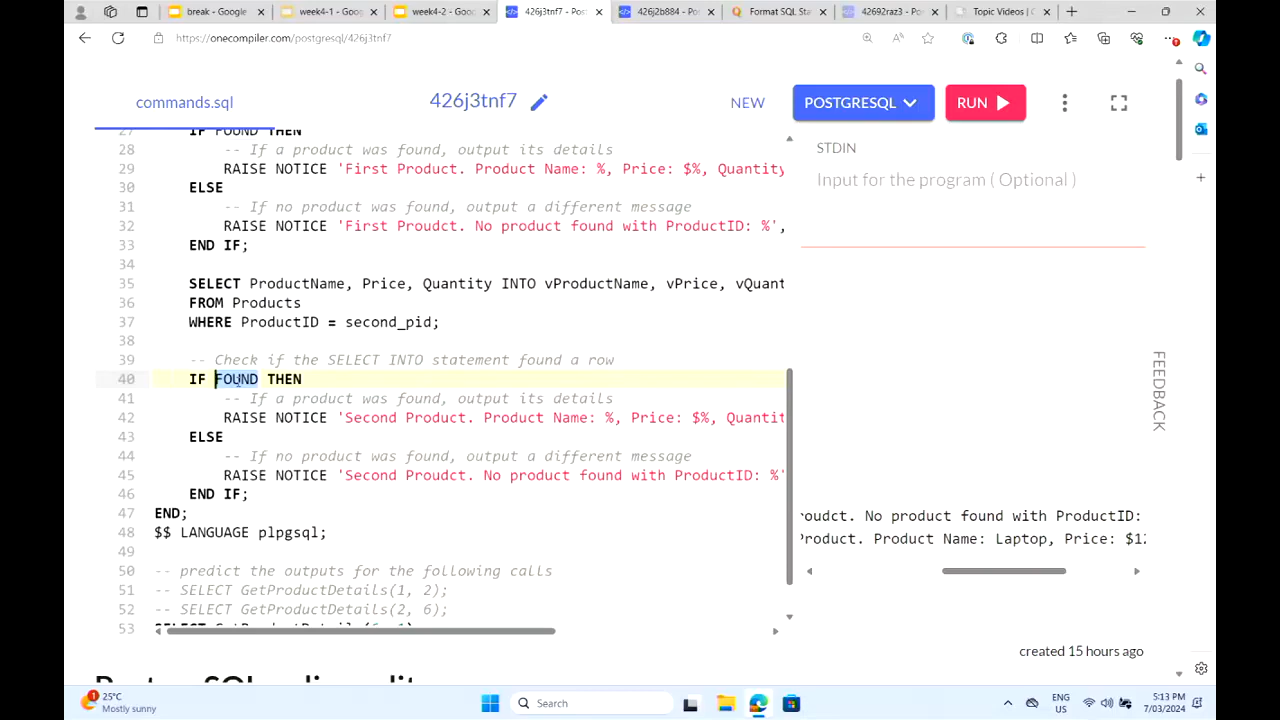 break - Google
week4-1 - Goog
week4-2 - Goog
426j3tnf7 - Pos
426j2b884 - Pos
Format SQL Sta
42692raz3 - Pos
Topic Videos | C
https://onecompiler.com/postgresql/426j3tnf7
commands.sql
426j3tnf7
NEW
POSTGRESQL
RUN
27 IF FOUND THEN
28 -- If a product was found, output its details
29 RAISE NOTICE 'First Product. Product Name: %, Price: $%, Quantity
30 ELSE
31 -- If no product was found, output a different message
32 RAISE NOTICE 'First Proudct. No product found with ProductID: %',
33 END IF;
34
35 SELECT ProductName, Price, Quantity INTO vProductName, vPrice, vQuant
36 FROM Products
37 WHERE ProductID = second_pid;
38
39 -- Check if the SELECT INTO statement found a row
40 IF FOUND THEN
41 -- If a product was found, output its details
42 RAISE NOTICE 'Second Product. Product Name: %, Price: $%, Quantit
43 ELSE
44 -- If no product was found, output a different message
45 RAISE NOTICE 'Second Proudct. No product found with ProductID: %'
46 END IF;
47 END;
48 $$ LANGUAGE plpgsql;
49
50 -- predict the outputs for the following calls
51 -- SELECT GetProductDetails(1, 2);
52 -- SELECT GetProductDetails(2, 6);
53
STDIN
Input for the program ( Optional )
roudct. No product found with ProductID:
Product. Product Name: Laptop, Price: $12
FEEDBACK
created 15 hours ago
1
25°C
Mostly sunny
Search
ENG
US
5:13 PM
7/03/2024